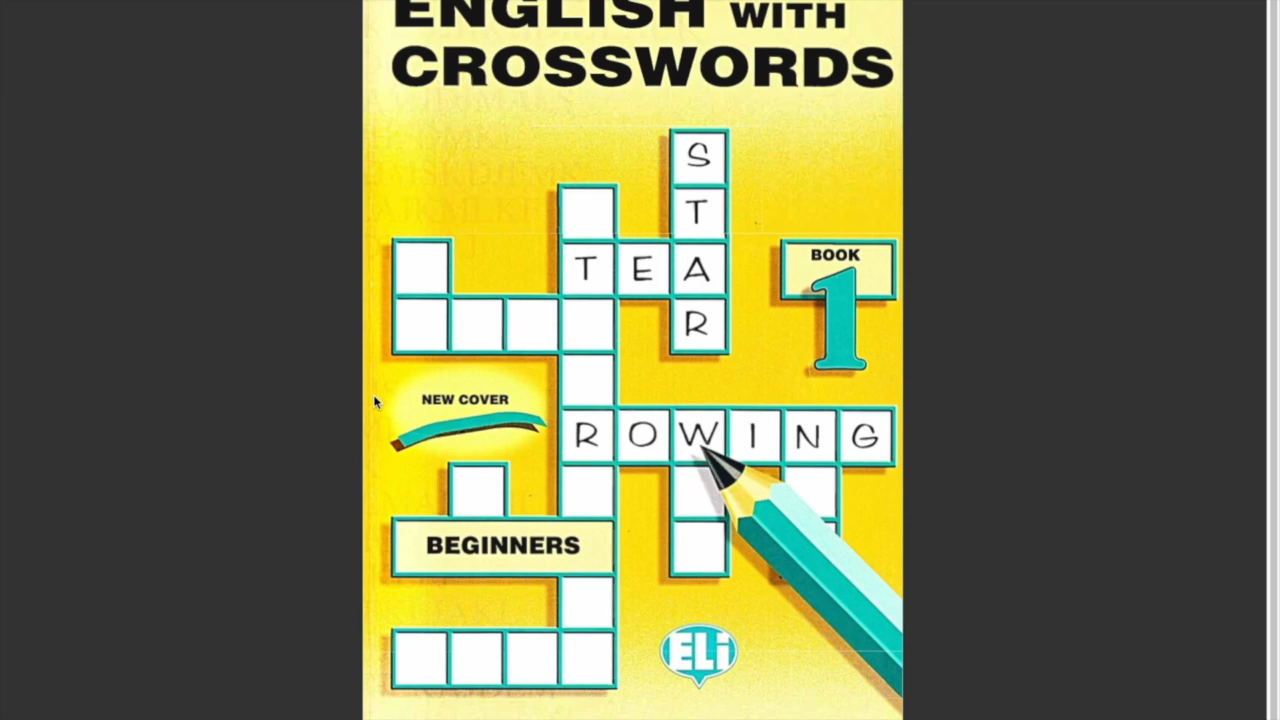 ENGLISH WITH
CROSSWORDS
S
T
TEA
R
BOOK
1
NEW COVER
ROWING
BEGINNERS
ELi